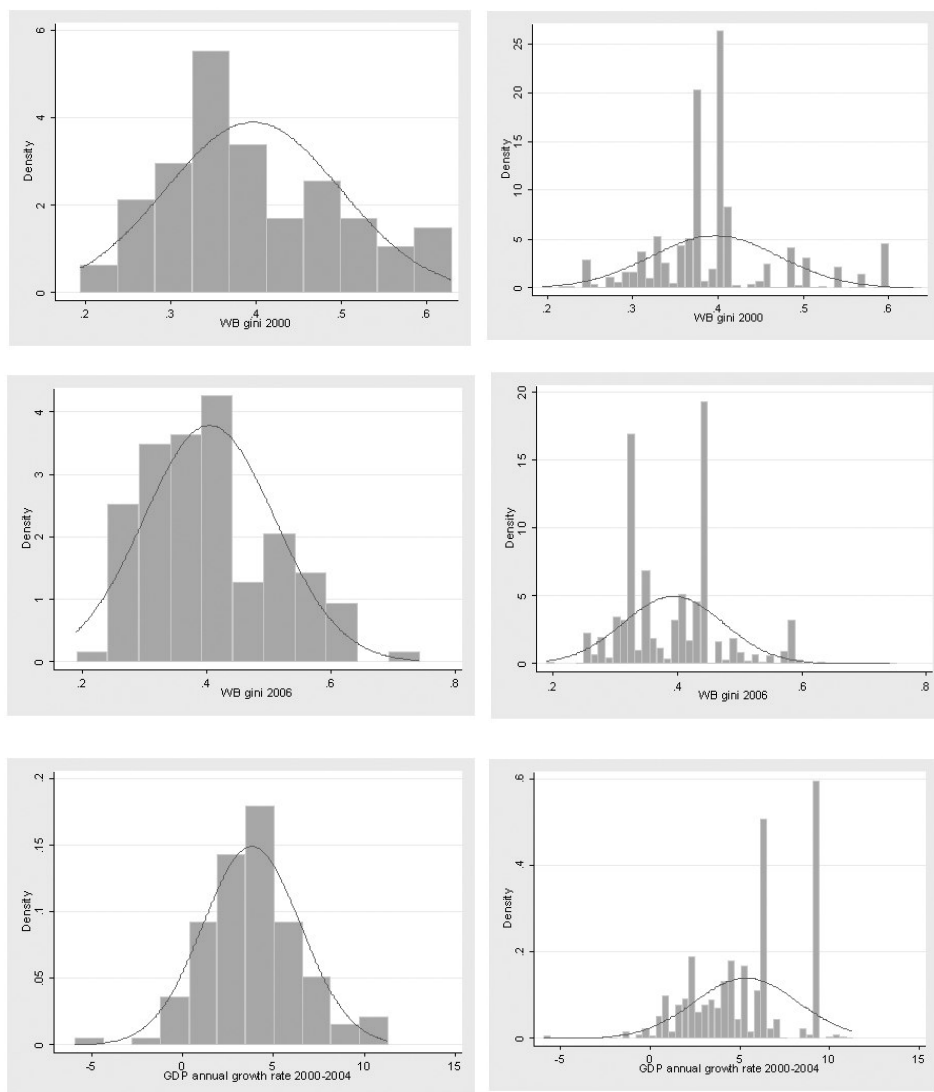 Density
0 2 4 6
.2 .3 .4 .5 .6
WB gini 2000
Density
0 5 10 15 20 25
.2 .3 .4 .5 .6
WB gini 2000
Density
0 1 2 3 4
.2 .4 .6 .8
WB gini 2006
Density
0 5 10 15 20
.2 .4 .6 .8
WB gini 2006
Density
0 .05 .1 .15 .2
-5 0 5 10 15
GDP annual growth rate 2000-2004
Density
0 .2 .4 .6
-5 0 5 10 15
GDP annual growth rate 2000-2004